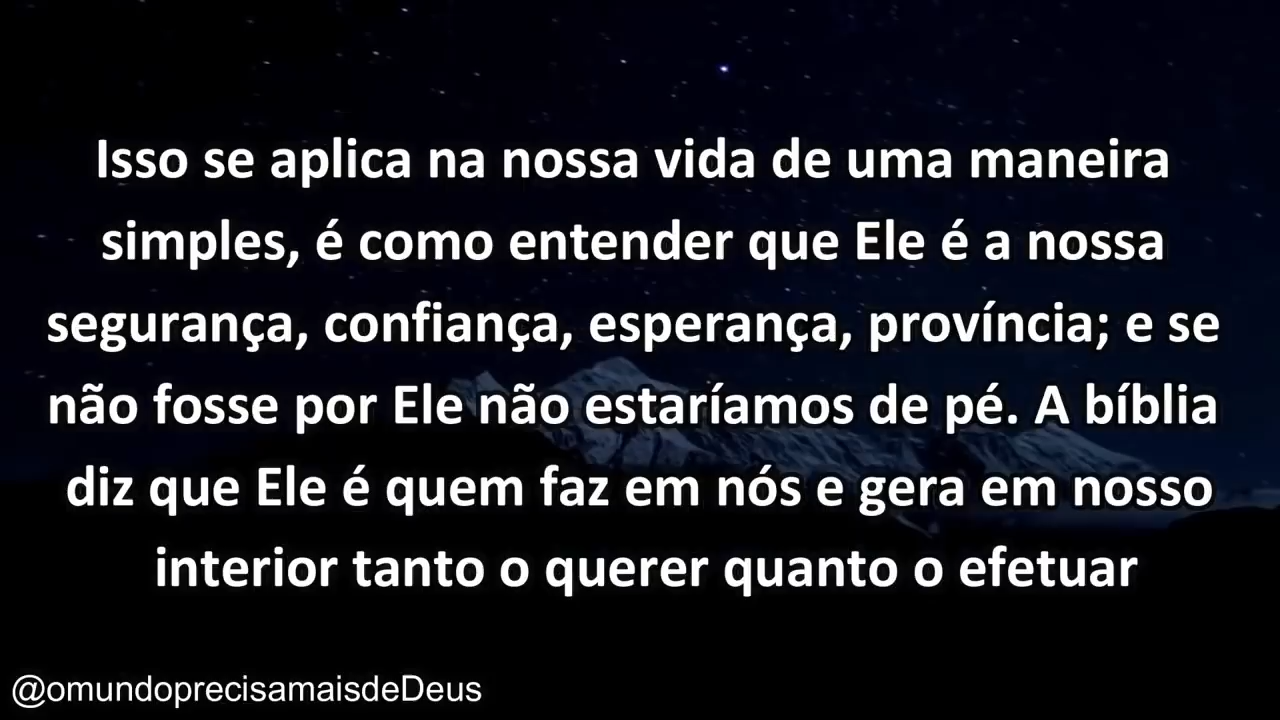 Isso se aplica na nossa vida de uma maneira
simples, é como entender que Ele é a nossa
segurança, confiança, esperança, província; e se
não fosse por Ele não estaríamos de pé. A bíblia
diz que Ele é quem faz em nós e gera em nosso
interior tanto o querer quanto o efetuar
@omundoprecisamaisdeDeus